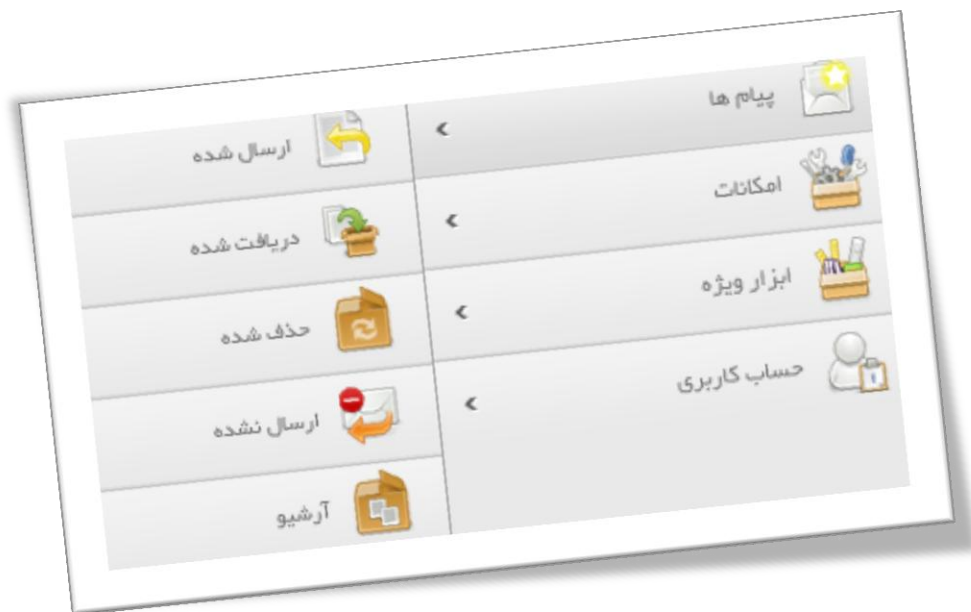 پیام ها
امکانات
ابزار ویژه
حساب کاربری
ارسال شده
دریافت شده
حذف شده
ارسال نشده
آرشیو